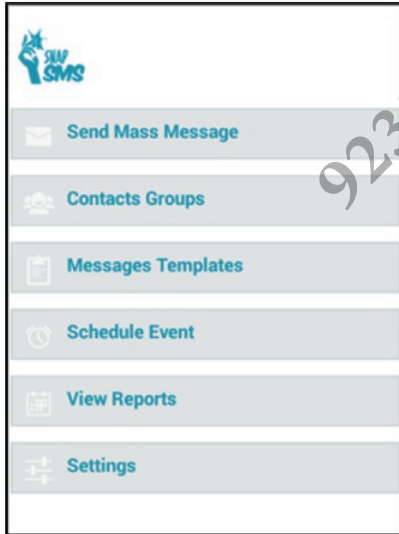 SNAP
SMS
Send Mass Message
923
Contacts Groups
Messages Templates
Schedule Event
View Reports
Settings